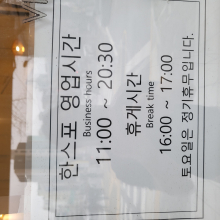 한스포 영업시간
Business hours
11:00 ~ 20:30
휴게시간
Break time
16:00 ~ 17:00
토요일은 정기휴무입니다.